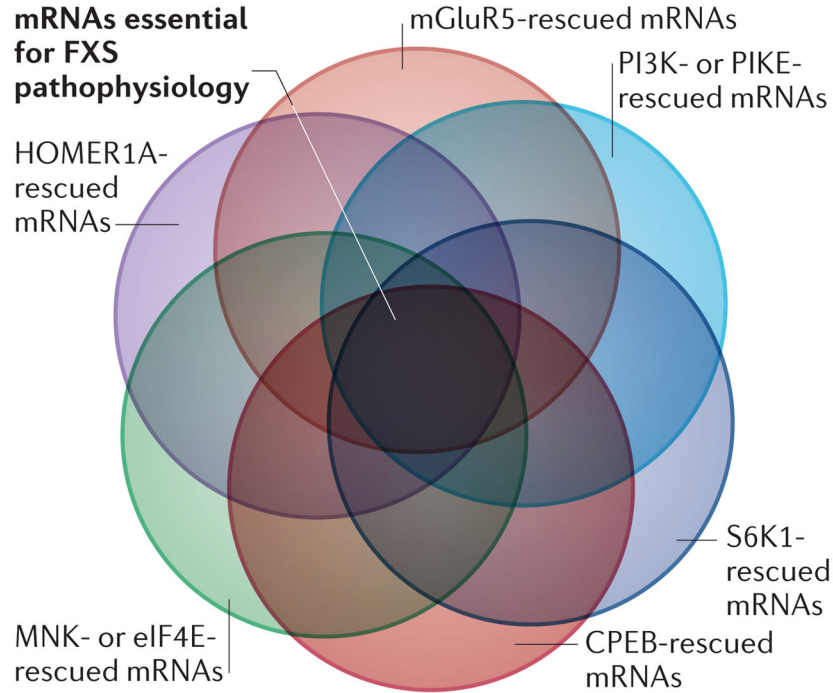 mRNAs essential
for FXS
pathophysiology
mGluR5-rescued mRNAs
PI3K- or PIKE-
rescued mRNAs
HOMER1A-
rescued
mRNAs
S6K1-
rescued
mRNAs
MNK- or eIF4E-
rescued mRNAs
CPEB-rescued
mRNAs